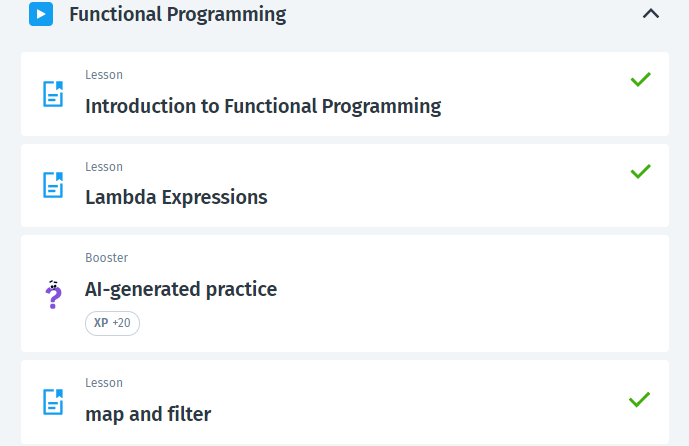 Functional Programming
Lesson
Introduction to Functional Programming
Lesson
Lambda Expressions
Booster
AI-generated practice
XP +20
Lesson
map and filter